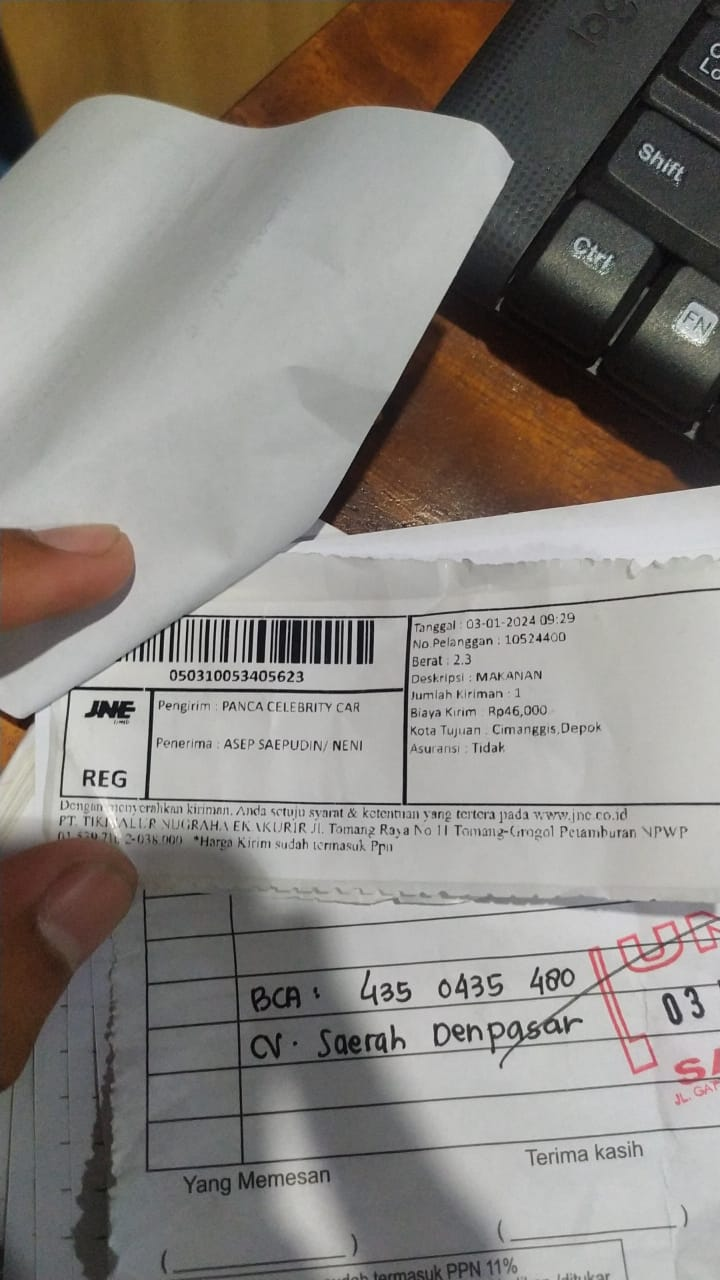 Shift
Ctrl
FN
050310053405623
JNE
REG
Pengirim : PANCA CELEBRITY CAR
Penerima : ASEP SAEPUDIN/ NENI
Tanggal : 03-01-2024 09:29
No.Pelanggan : 10524400
Berat : 2.3
Deskripsi : MAKANAN
Jumlah Kiriman : 1
Biaya Kirim : Rp46,000
Kota Tujuan : Cimanggis,Depok
Asuransi : Tidak
Dengan menyerahkan kiriman, Anda setuju syarat & ketentuan yang tertera pada www.jne.co.id
PT. TIKI JALUR NUGRAHA EKAKURIR Jl. Tomang Raya No 11 Tomang-Grogol Petamburan NPWP
*Harga Kirim sudah termasuk Ppn
BCA : 435 0435 480
CV. Saerah Denpasar
03
Yang Memesan
Terima kasih
( )
( )
termasuk PPN 11%